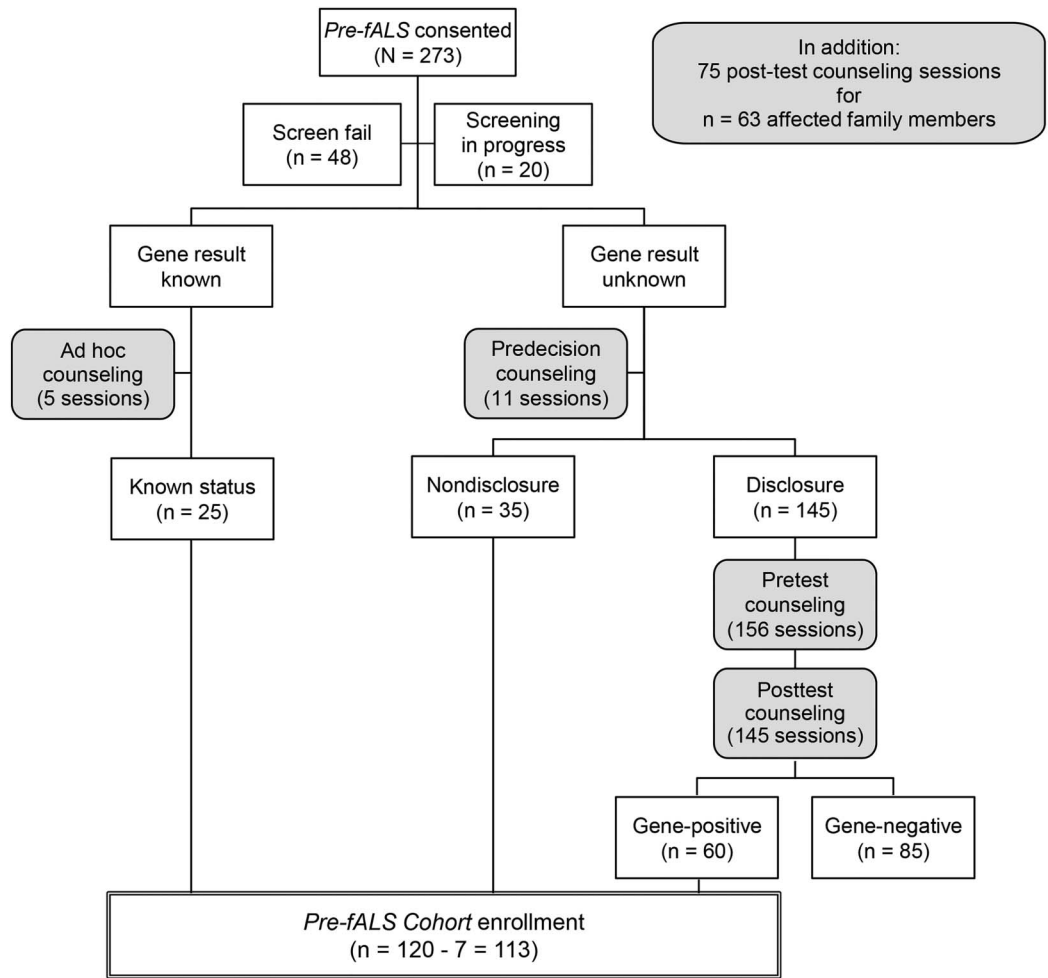 Pre-fALS consented
(N = 273)
In addition:
75 post-test counseling sessions
for
n = 63 affected family members
Screen fail
(n = 48)
Screening
in progress
(n = 20)
Gene result
known
Gene result
unknown
Ad hoc
counseling
(5 sessions)
Predecision
counseling
(11 sessions)
Known status
(n = 25)
Nondisclosure
(n = 35)
Disclosure
(n = 145)
Pretest
counseling
(156 sessions)
Posttest
counseling
(145 sessions)
Gene-positive
(n = 60)
Gene-negative
(n = 85)
Pre-fALS Cohort enrollment
(n = 120 - 7 = 113)